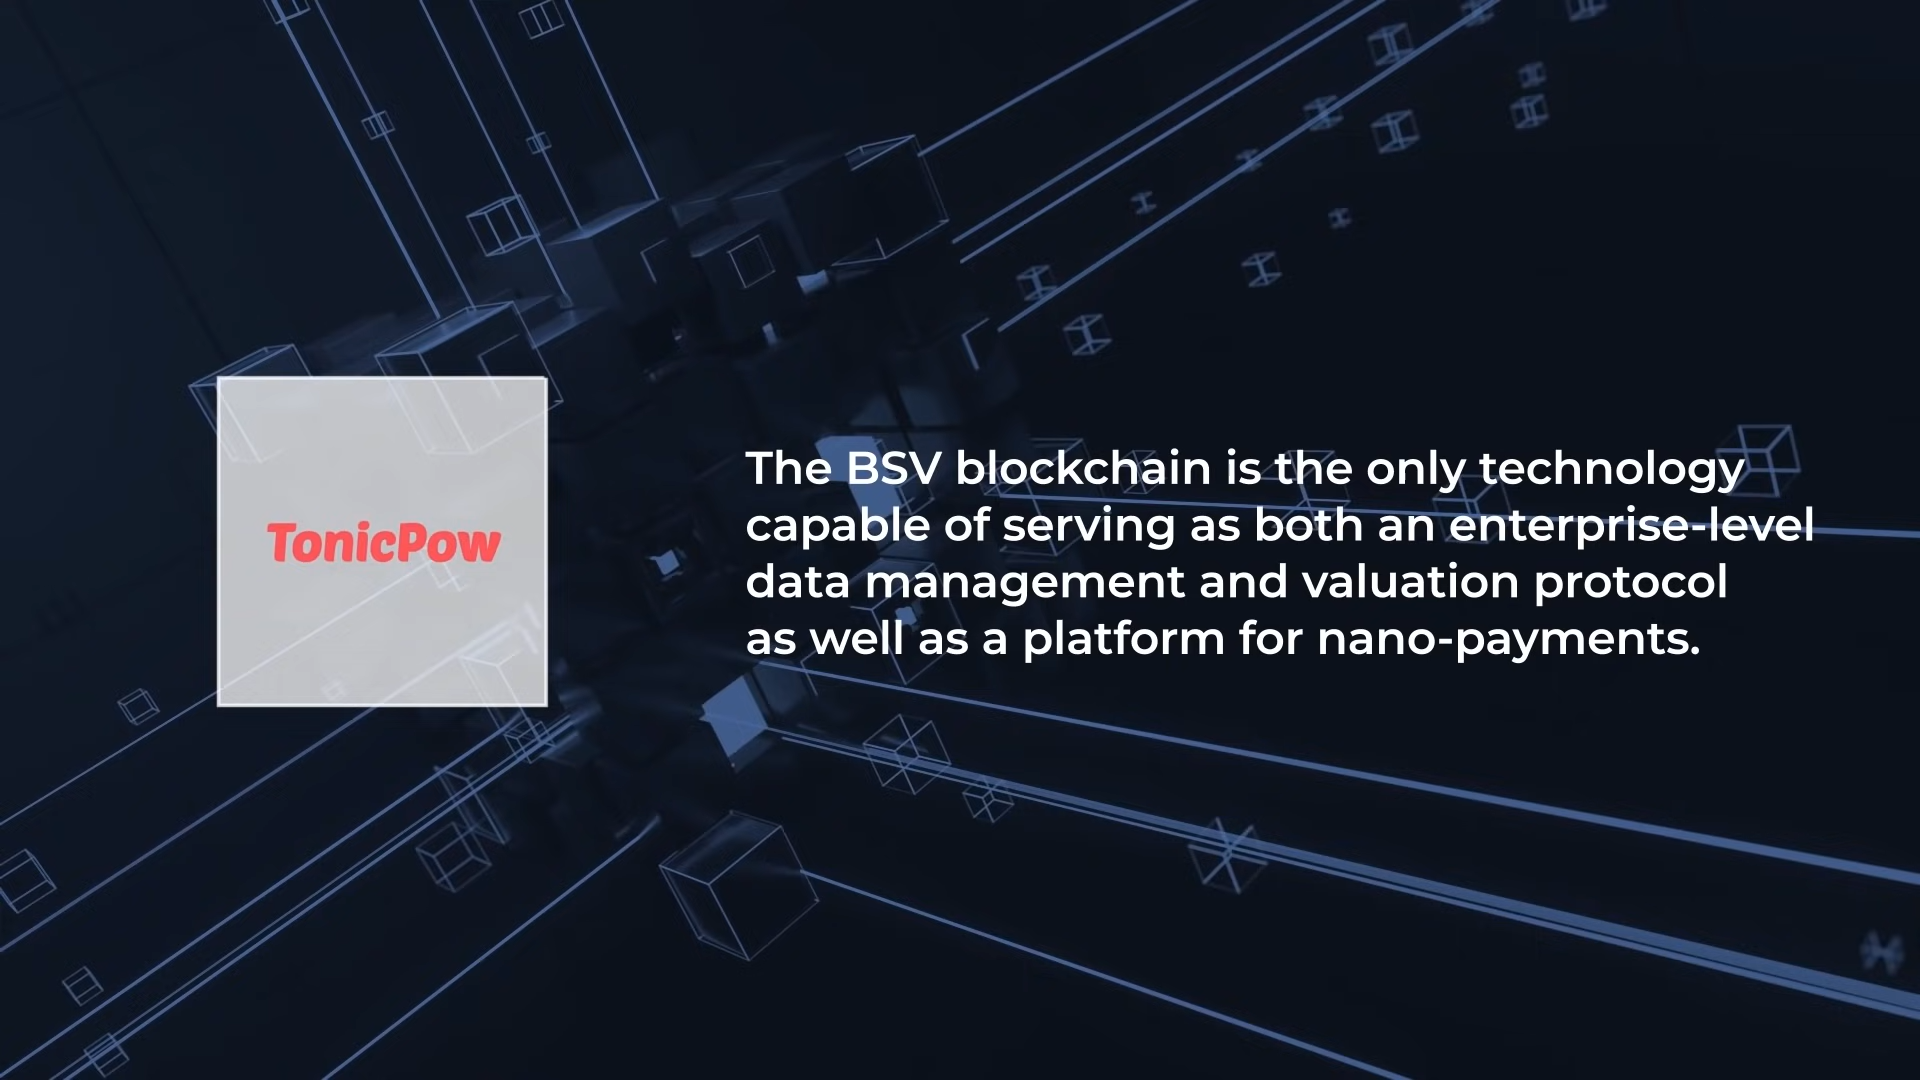 TonicPow
The BSV blockchain is the only technology
capable of serving as both an enterprise-level
data management and valuation protocol
as well as a platform for nano-payments.